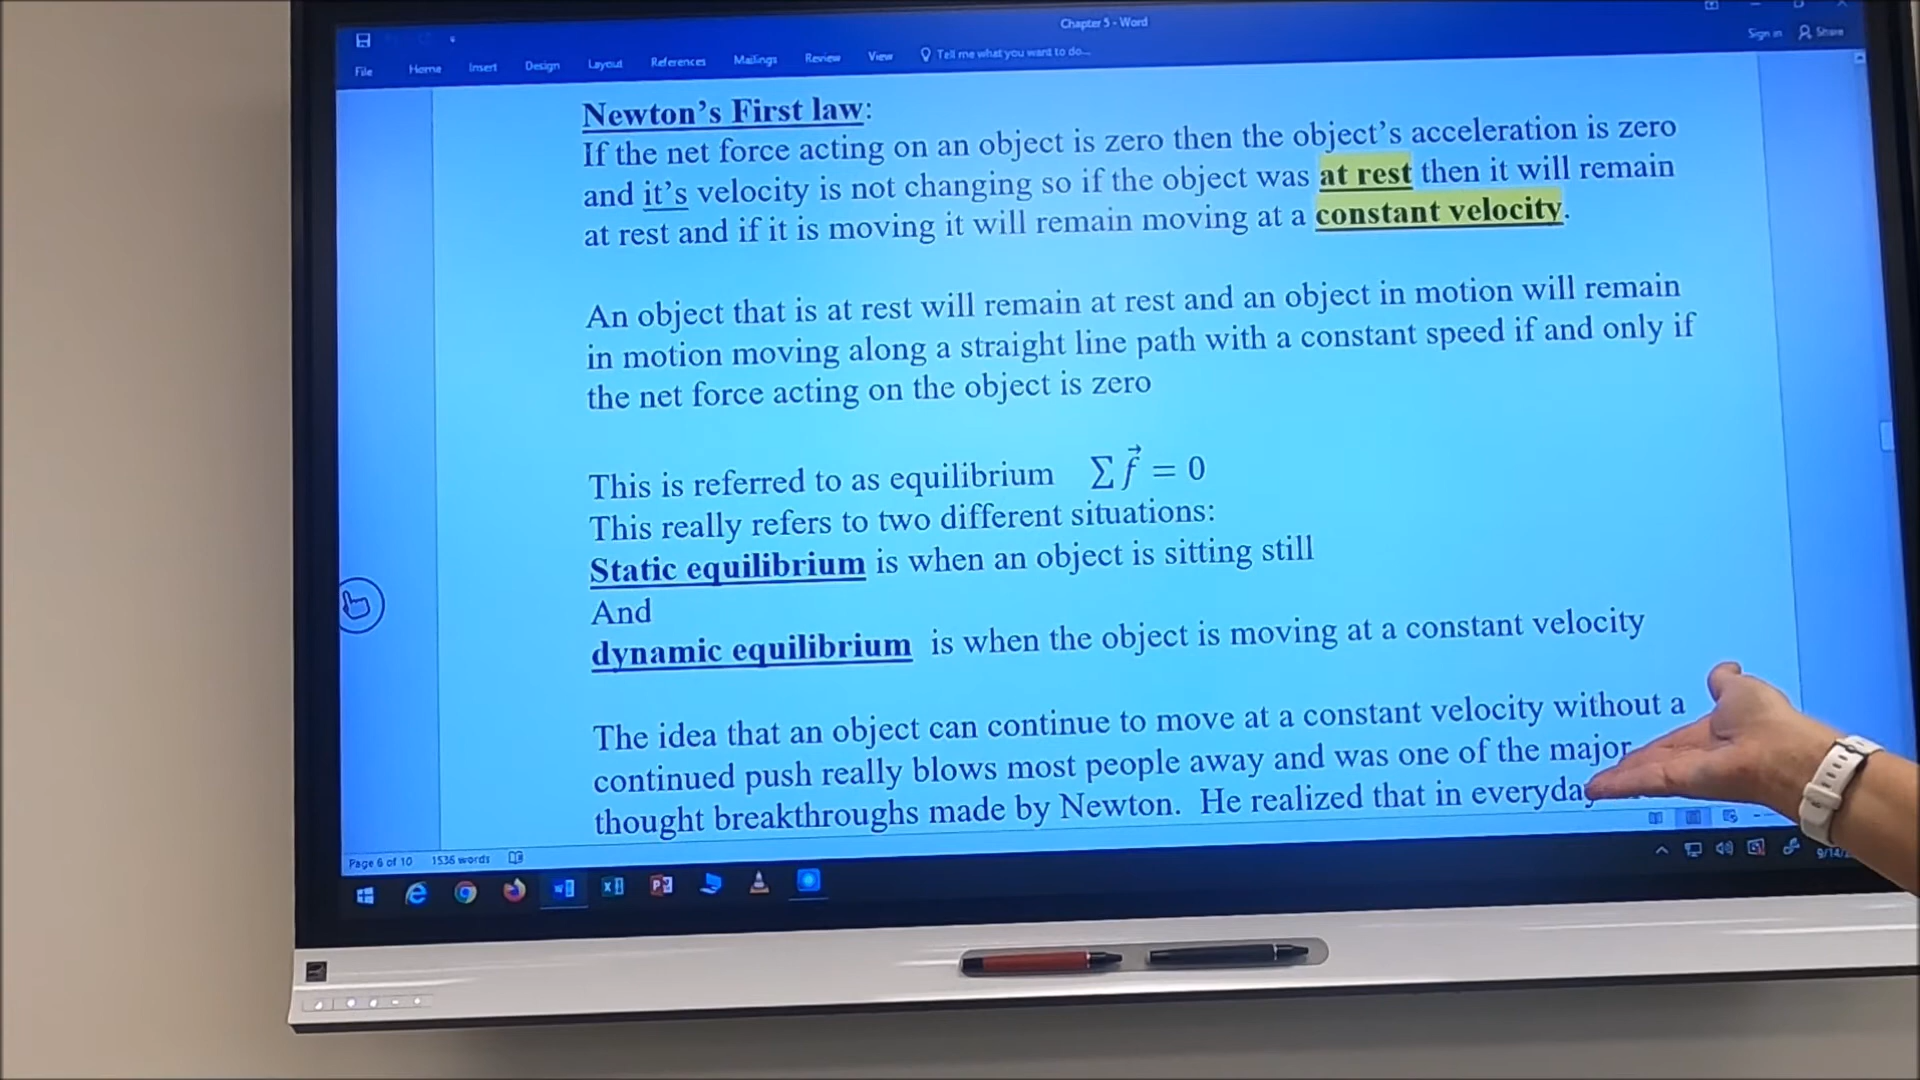 Chapter 5 - Word
Sign in Share
File Home Insert Design Layout References Mailings Review View Tell me what you want to do...
Newton's First law:
If the net force acting on an object is zero then the object's acceleration is zero
and it's velocity is not changing so if the object was at rest then it will remain
at rest and if it is moving it will remain moving at a constant velocity.
An object that is at rest will remain at rest and an object in motion will remain
in motion moving along a straight line path with a constant speed if and only if
the net force acting on the object is zero
This is referred to as equilibrium ∑f⃗ = 0
This really refers to two different situations:
Static equilibrium is when an object is sitting still
And
dynamic equilibrium is when the object is moving at a constant velocity
The idea that an object can continue to move at a constant velocity without a
continued push really blows most people away and was one of the major
thought breakthroughs made by Newton. He realized that in everyday
Page 6 of 10 1536 words
9/14/